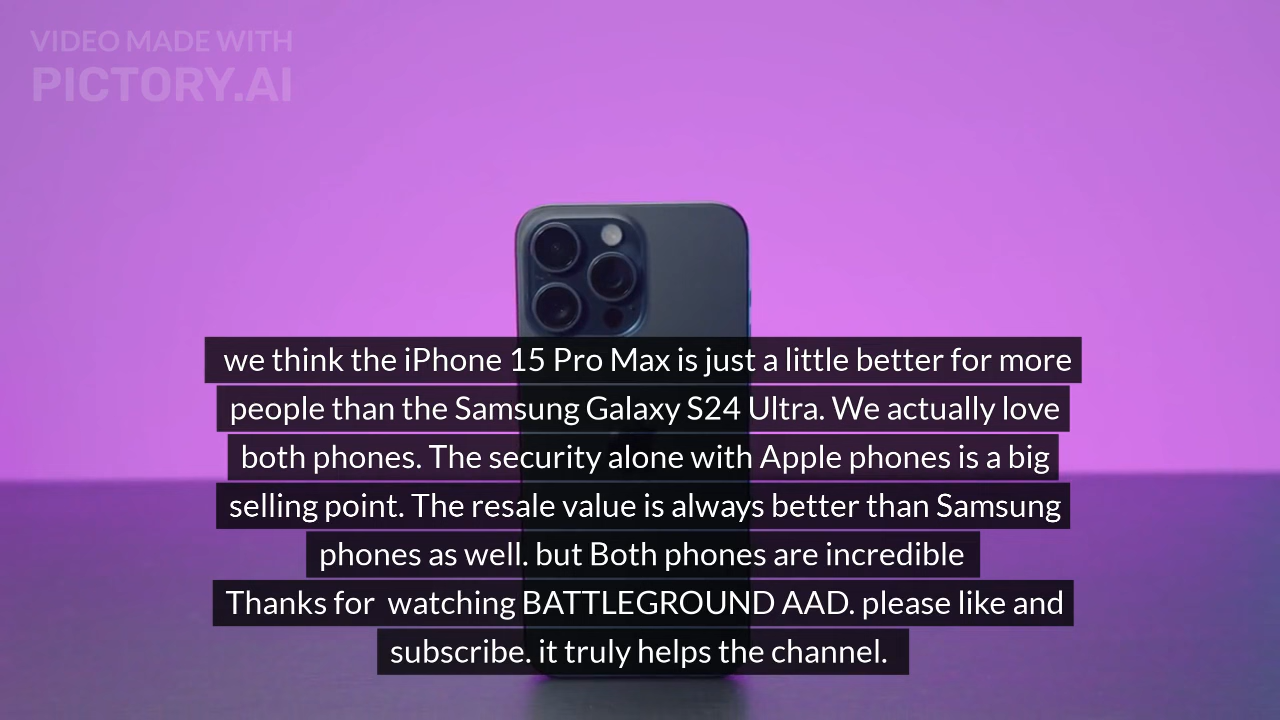 VIDEO MADE WITH
PICTORY.AI
we think the iPhone 15 Pro Max is just a little better for more
people than the Samsung Galaxy S24 Ultra. We actually love
both phones. The security alone with Apple phones is a big
selling point. The resale value is always better than Samsung
phones as well. but Both phones are incredible
Thanks for  watching BATTLEGROUND AAD. please like and
subscribe. it truly helps the channel.